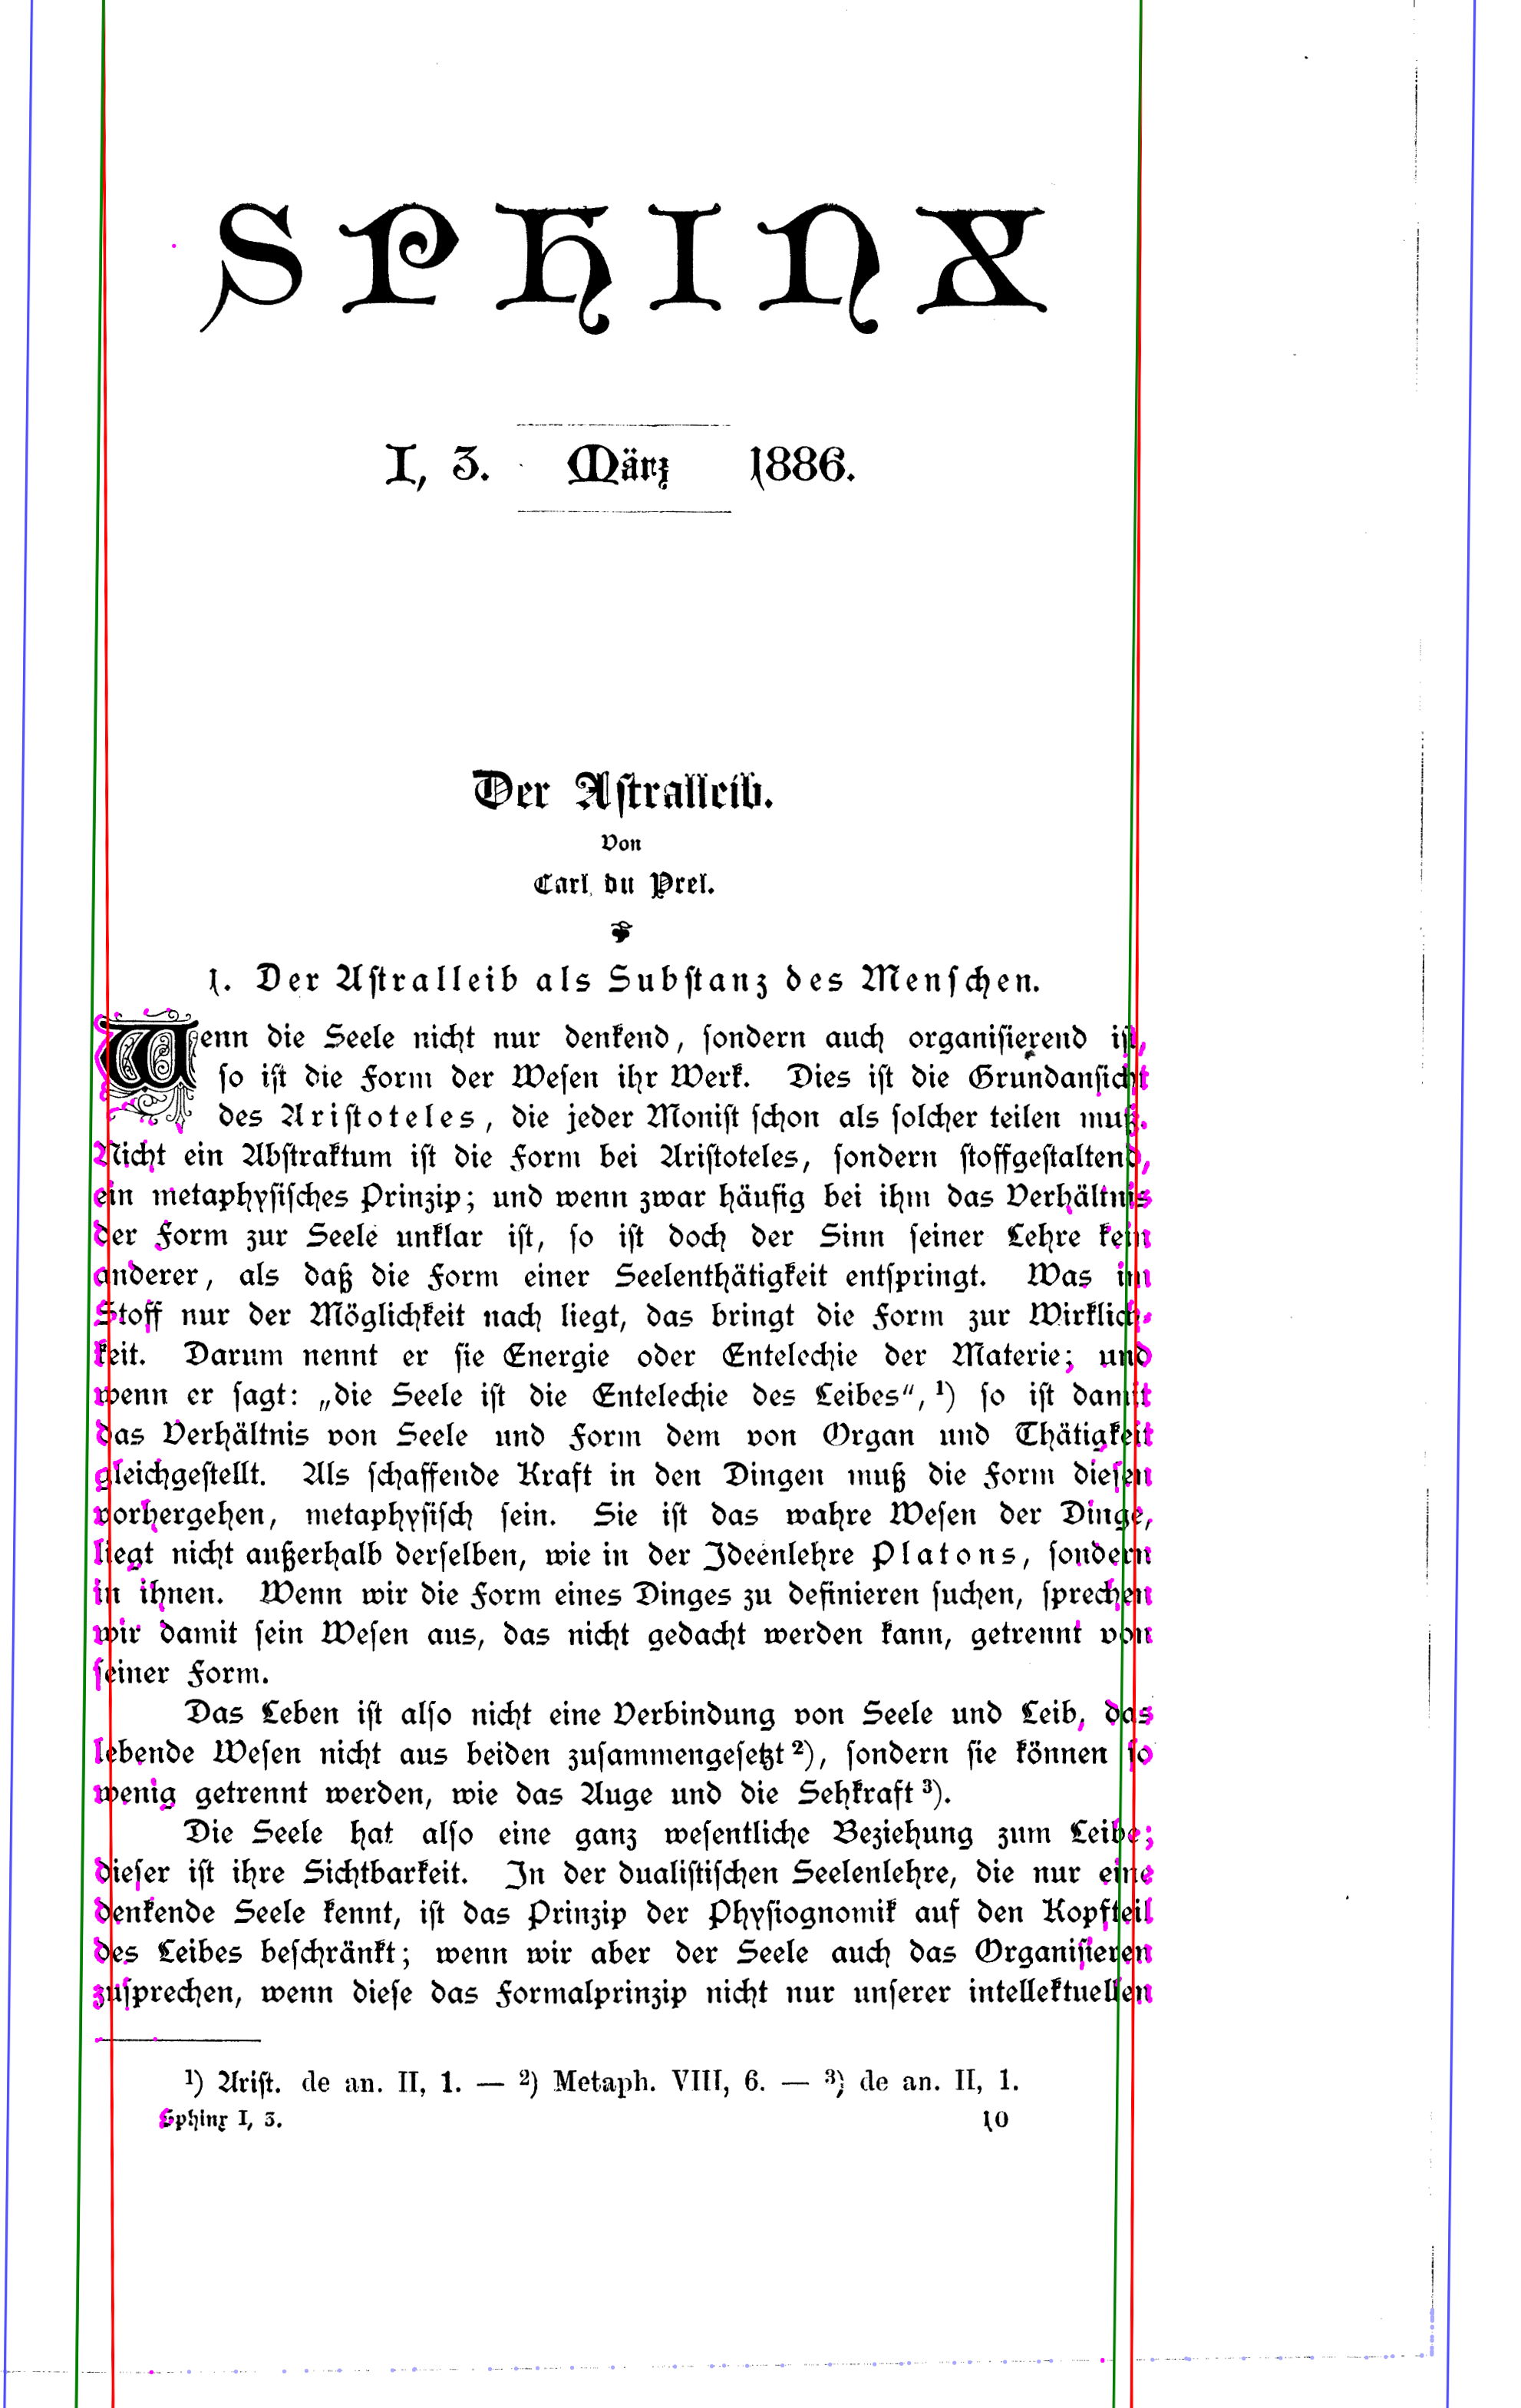 SPHINX
I, 3. März 1886.
Der Aſtralleib.
Von
Carl du Prel.
1. Der Aſtralleib als Subſtanz des Menſchen.
Wenn die Seele nicht nur denkend, ſondern auch organiſierend iſt,
ſo iſt die Form der Weſen ihr Werk. Dies iſt die Grundanſicht
des Ariſtoteles, die jeder Moniſt ſchon als ſolcher teilen muß.
Nicht ein Abſtraktum iſt die Form bei Ariſtoteles, ſondern ſtoffgeſtaltend,
ein metaphyſiſches Prinzip; und wenn zwar häufig bei ihm das Verhältnis
der Form zur Seele unklar iſt, ſo iſt doch der Sinn ſeiner Lehre kein
anderer, als daß die Form einer Seelenthätigkeit entſpringt. Was im
Stoff nur der Möglichkeit nach liegt, das bringt die Form zur Wirklich-
keit. Darum nennt er ſie Energie oder Entelechie der Materie; und
wenn er ſagt: „die Seele iſt die Entelechie des Leibes“, ¹) ſo iſt damit
das Verhältnis von Seele und Form dem von Organ und Thätigkeit
gleichgeſtellt. Als ſchaffende Kraft in den Dingen muß die Form dieſen
vorhergehen, metaphyſiſch ſein. Sie iſt das wahre Weſen der Dinge,
liegt nicht außerhalb derſelben, wie in der Ideenlehre Platons, ſondern
in ihnen. Wenn wir die Form eines Dinges zu definieren ſuchen, ſprechen
wir damit ſein Weſen aus, das nicht gedacht werden kann, getrennt von
ſeiner Form.
Das Leben iſt alſo nicht eine Verbindung von Seele und Leib, das
lebende Weſen nicht aus beiden zuſammengeſetzt ²), ſondern ſie können ſo
wenig getrennt werden, wie das Auge und die Sehkraft ³).
Die Seele hat alſo eine ganz weſentliche Beziehung zum Leibe;
dieſer iſt ihre Sichtbarkeit. In der dualiſtiſchen Seelenlehre, die nur eine
denkende Seele kennt, iſt das Prinzip der Phyſiognomik auf den Kopfteil
des Leibes beſchränkt; wenn wir aber der Seele auch das Organiſieren
zuſprechen, wenn dieſe das Formalprinzip nicht nur unſerer intellektuellen
¹) Ariſt. de an. II, 1. — ²) Metaph. VIII, 6. — ³) de an. II, 1.
Sphinx I, 3. 10